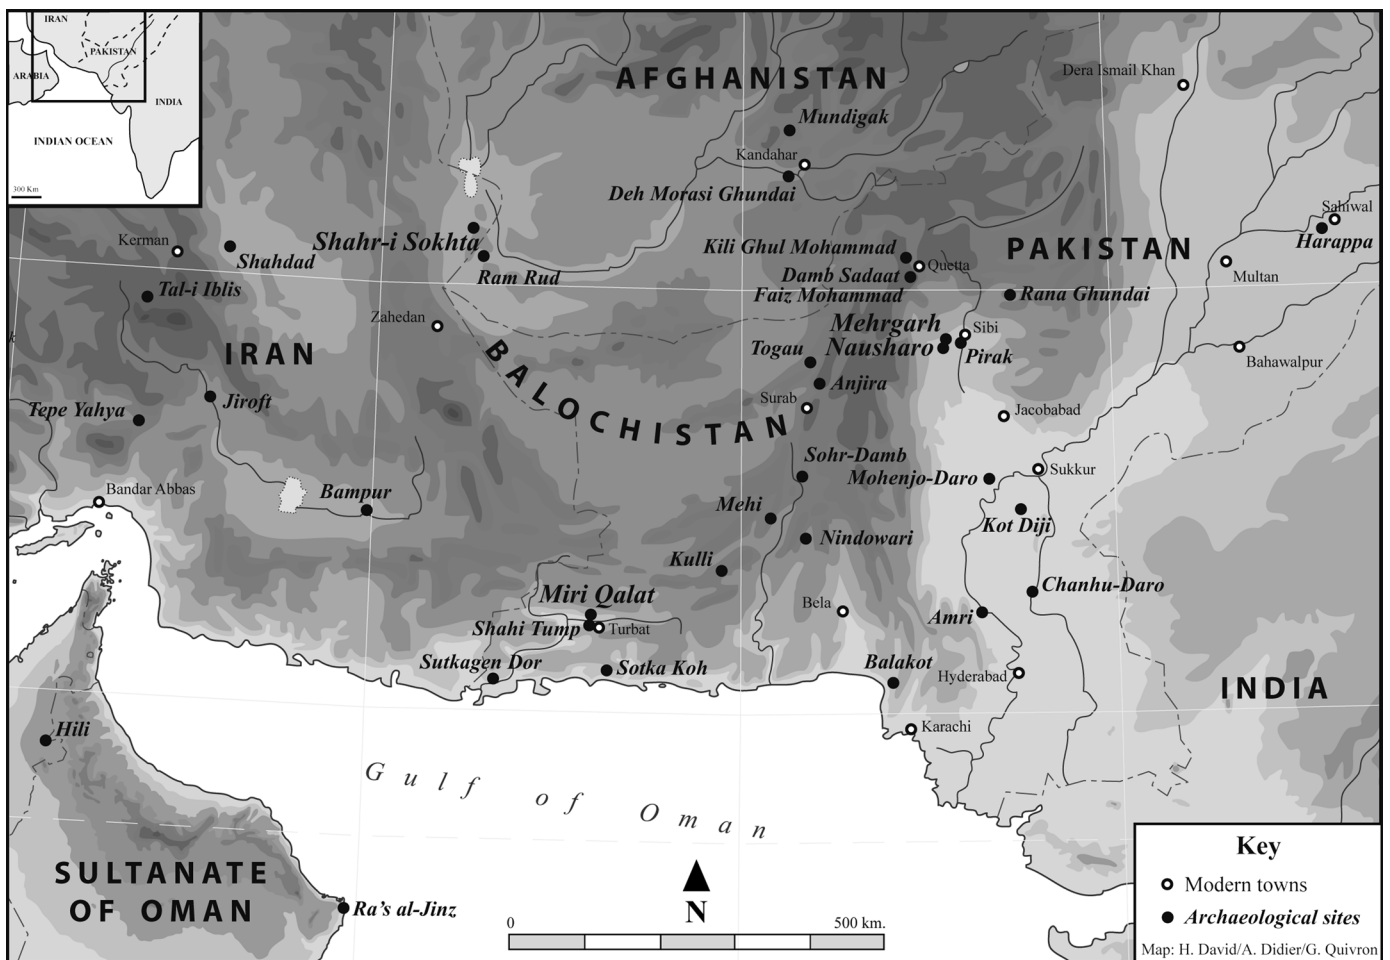 IRAN
PAKISTAN
ARABIA
INDIA
INDIAN OCEAN
300 Km
AFGHANISTAN
Dera Ismail Khan
Mundigak
Kandahar
Deh Morasi Ghundai
Sahiwal
Harappa
Kerman
Shahdad
Shahr-i Sokhta
Ram Rud
Kili Ghul Mohammad
Quetta
Damb Sadaat
Faiz Mohammad
PAKISTAN
Multan
Tal-i Iblis
Rana Ghundai
Zahedan
Mehrgarh
Sibi
Nausharo
Pirak
IRAN
BALOCHISTAN
Togau
Anjira
Surab
Bahawalpur
Jiroft
Tepe Yahya
Jacobabad
Sohr-Damb
Mohenjo-Daro
Sukkur
Bandar Abbas
Bampur
Mehi
Kot Diji
Nindowari
Kulli
Miri Qalat
Shahi Tump
Turbat
Bela
Chanhu-Daro
Amri
Sutkagen Dor
Sotka Koh
Balakot
Hyderabad
INDIA
Hili
Karachi
Gulf of Oman
SULTANATE
OF OMAN
Ra's al-Jinz
N
0
500 km.
Key
Modern towns
Archaeological sites
Map: H. David/A. Didier/G. Quivron